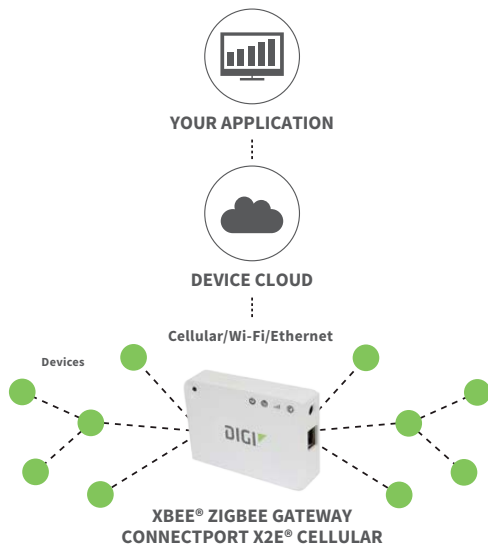 YOUR APPLICATION
DEVICE CLOUD
Cellular/Wi-Fi/Ethernet
Devices
DIGI
XBEE® ZIGBEE GATEWAY
CONNECTPORT X2E® CELLULAR